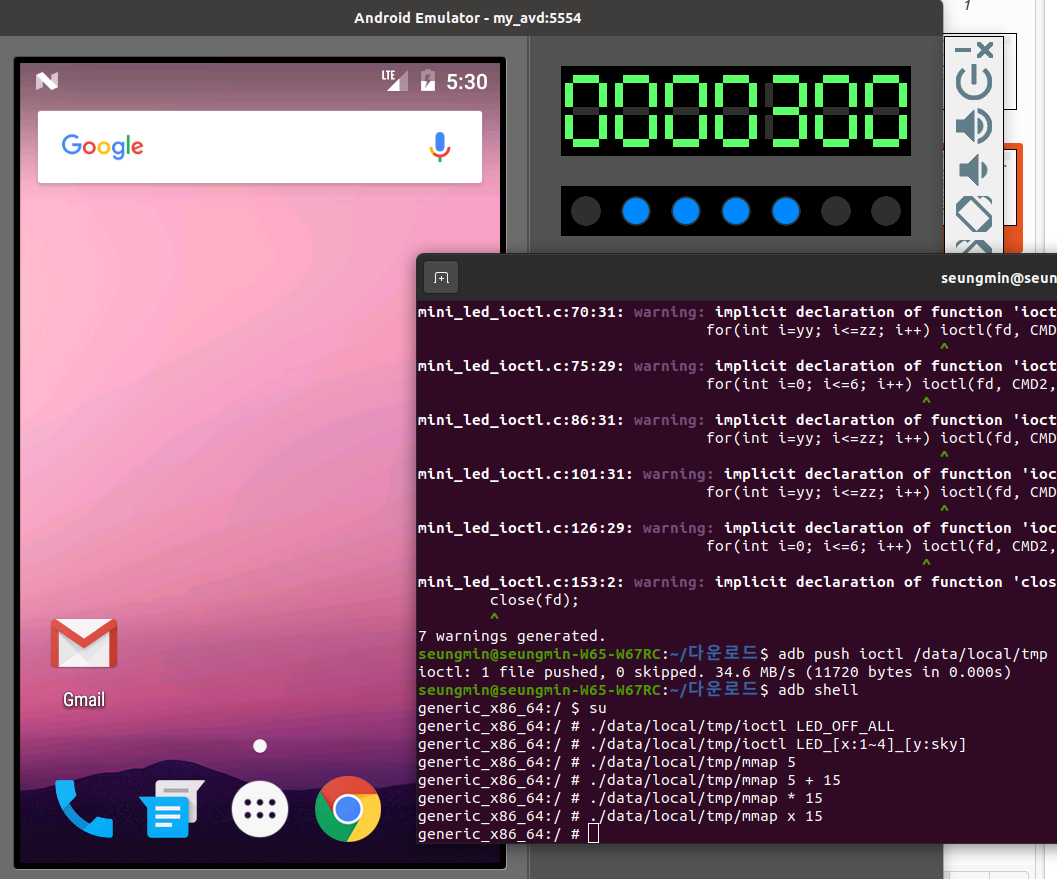 Android Emulator - my_avd:5554
1
LTE
5:30
Google
0000300
seungmin@seun
mini_led_ioctl.c:70:31: warning: implicit declaration of function 'ioct
for(int i=yy; i<=zz; i++) ioctl(fd, CMD
^
mini_led_ioctl.c:75:29: warning: implicit declaration of function 'ioct
for(int i=0; i<=6; i++) ioctl(fd, CMD2,
^
mini_led_ioctl.c:86:31: warning: implicit declaration of function 'ioct
for(int i=yy; i<=zz; i++) ioctl(fd, CMD
^
mini_led_ioctl.c:101:31: warning: implicit declaration of function 'ioc
for(int i=yy; i<=zz; i++) ioctl(fd, CMD
^
mini_led_ioctl.c:126:29: warning: implicit declaration of function 'ioc
for(int i=0; i<=6; i++) ioctl(fd, CMD2,
^
mini_led_ioctl.c:153:2: warning: implicit declaration of function 'clos
close(fd);
^
7 warnings generated.
seungmin@seungmin-W65-W67RC:~/다운로드$ adb push ioctl /data/local/tmp
ioctl: 1 file pushed, 0 skipped. 34.6 MB/s (11720 bytes in 0.000s)
seungmin@seungmin-W65-W67RC:~/다운로드$ adb shell
generic_x86_64:/ $ su
generic_x86_64:/ # ./data/local/tmp/ioctl LED_OFF_ALL
generic_x86_64:/ # ./data/local/tmp/ioctl LED_[x:1~4]_[y:sky]
generic_x86_64:/ # ./data/local/tmp/mmap 5
generic_x86_64:/ # ./data/local/tmp/mmap 5 + 15
generic_x86_64:/ # ./data/local/tmp/mmap * 15
generic_x86_64:/ # ./data/local/tmp/mmap x 15
generic_x86_64:/ #
Gmail